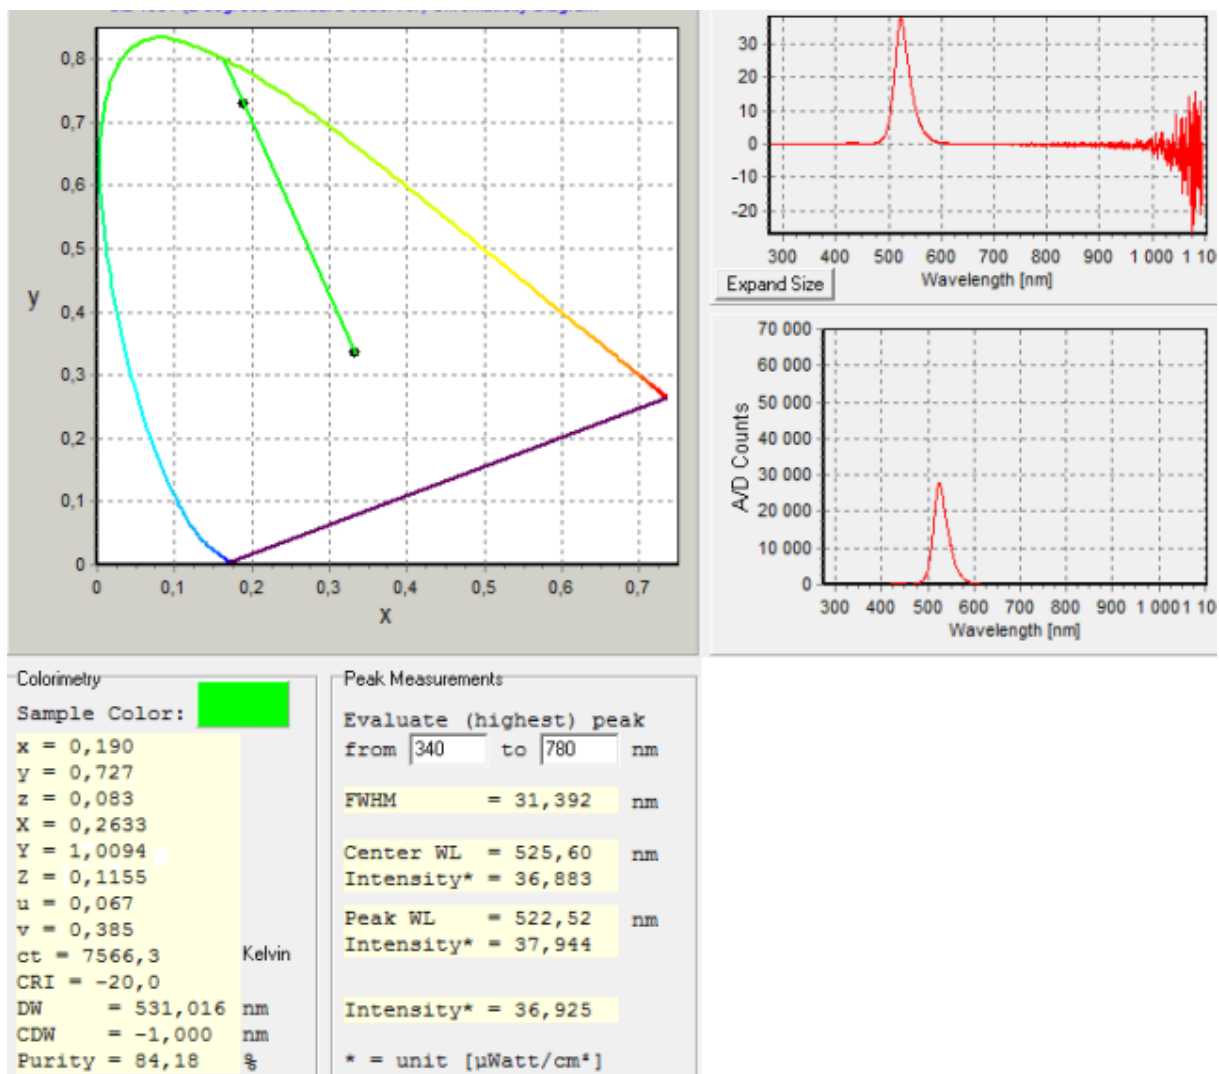 0,8
0,7
0,6
0,5
y
0,4
0,3
0,2
0,1
0
0 0,1 0,2 0,3 0,4 0,5 0,6 0,7
x
30
20
10
0
-10
-20
300 400 500 600 700 800 900 1 000 1 10
Expand Size
Wavelength [nm]
70 000
60 000
50 000
40 000
30 000
20 000
10 000
0
A/D Counts
300 400 500 600 700 800 900 1 000 1 10
Wavelength [nm]
Colorimetry
Sample Color:
x = 0,190
y = 0,727
z = 0,083
X = 0,2633
Y = 1,0094
Z = 0,1155
u = 0,067
v = 0,385
ct = 7566,3 Kelvin
CRI = -20,0
DW = 531,016 nm
CDW = -1,000 nm
Purity = 84,18 %
Peak Measurements
Evaluate (highest) peak
from 340 to 780 nm
FWHM = 31,392 nm
Center WL = 525,60 nm
Intensity* = 36,883
Peak WL = 522,52 nm
Intensity* = 37,944
Intensity* = 36,925
* = unit [µWatt/cm²]